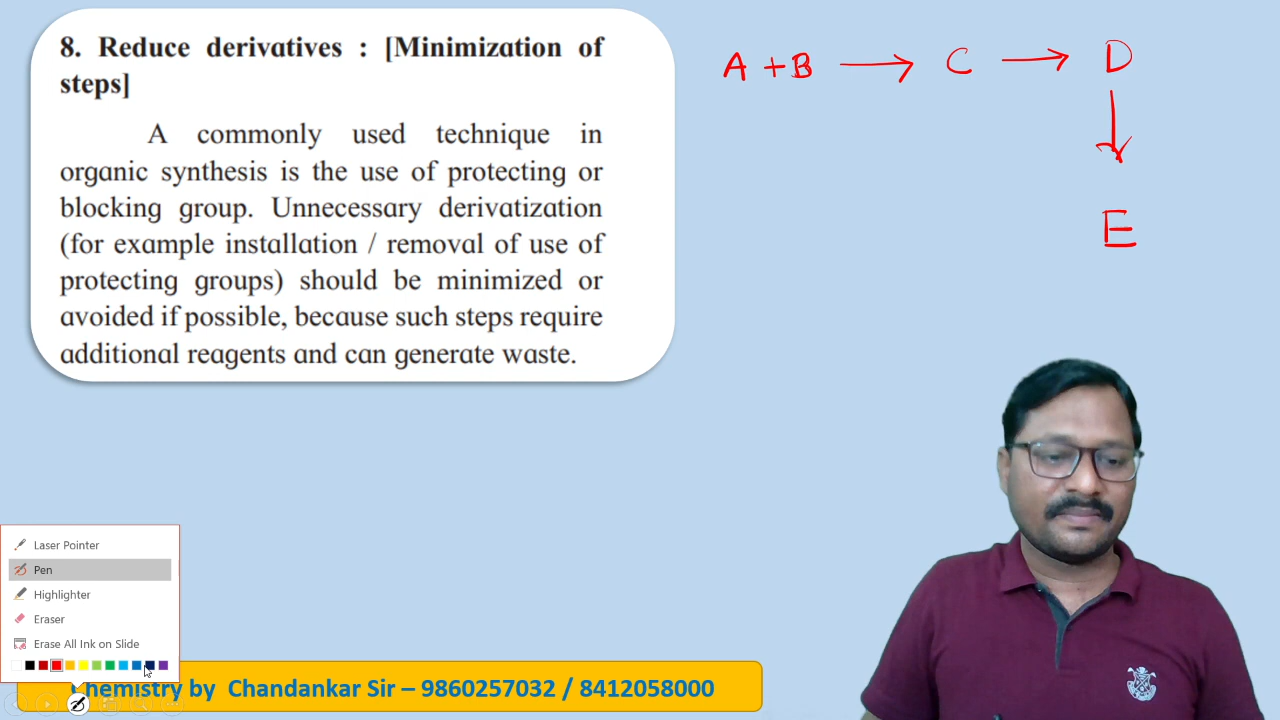 8. Reduce derivatives : [Minimization of
steps]
A commonly used technique in
organic synthesis is the use of protecting or
blocking group. Unnecessary derivatization
(for example installation / removal of use of
protecting groups) should be minimized or
avoided if possible, because such steps require
additional reagents and can generate waste.
A + B → C → D
↓
E
Laser Pointer
Pen
Highlighter
Eraser
Erase All Ink on Slide
Chemistry by Chandankar Sir – 9860257032 / 8412058000